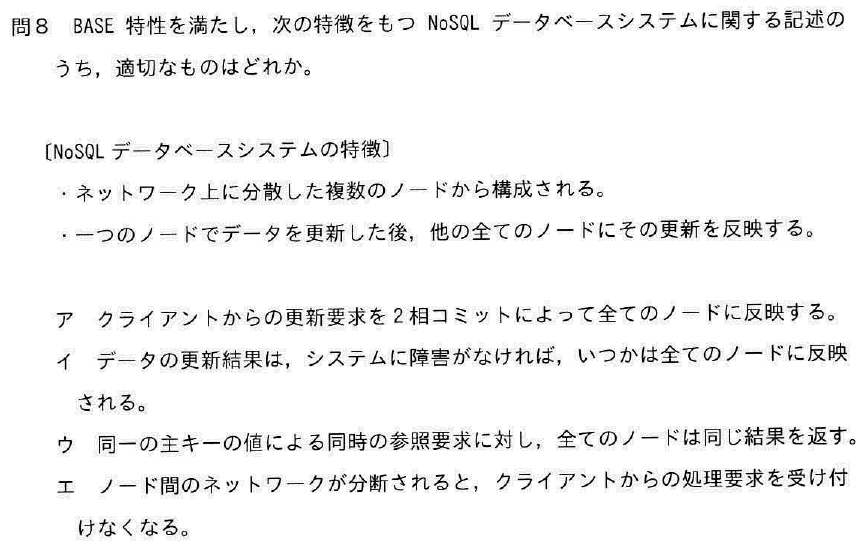 問8 BASE 特性を満たし，次の特徴をもつ NoSQL データベースシステムに関する記述の
うち，適切なものはどれか。
〔NoSQL データベースシステムの特徴〕
・ネットワーク上に分散した複数のノードから構成される。
・一つのノードでデータを更新した後，他の全てのノードにその更新を反映する。
ア クライアントからの更新要求を2相コミットによって全てのノードに反映する。
イ データの更新結果は，システムに障害がなければ，いつかは全てのノードに反映
される。
ウ 同一の主キーの値による同時の参照要求に対し，全てのノードは同じ結果を返す。
エ ノード間のネットワークが分断されると，クライアントからの処理要求を受け付
けなくなる。